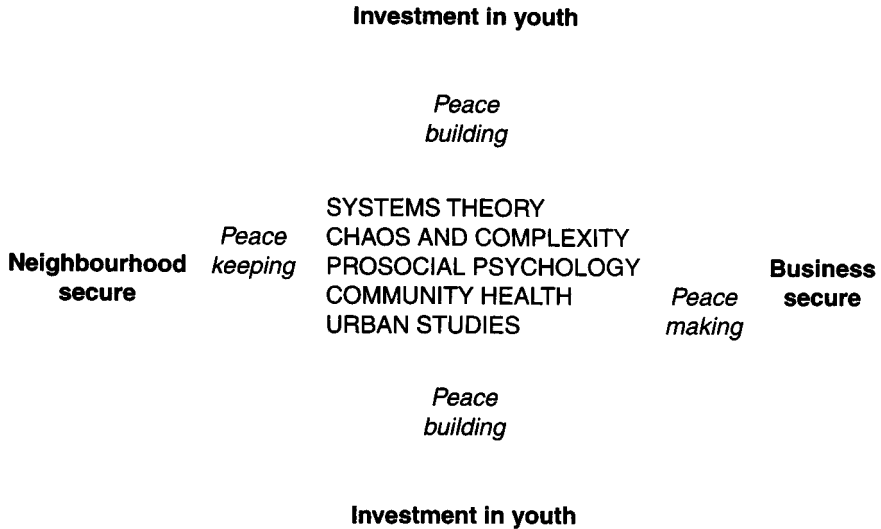 Investment in youth
Peace
building
SYSTEMS THEORY
Peace CHAOS AND COMPLEXITY
Neighbourhood keeping PROSOCIAL PSYCHOLOGY Business
secure COMMUNITY HEALTH Peace secure
URBAN STUDIES making
Peace
building
Investment in youth